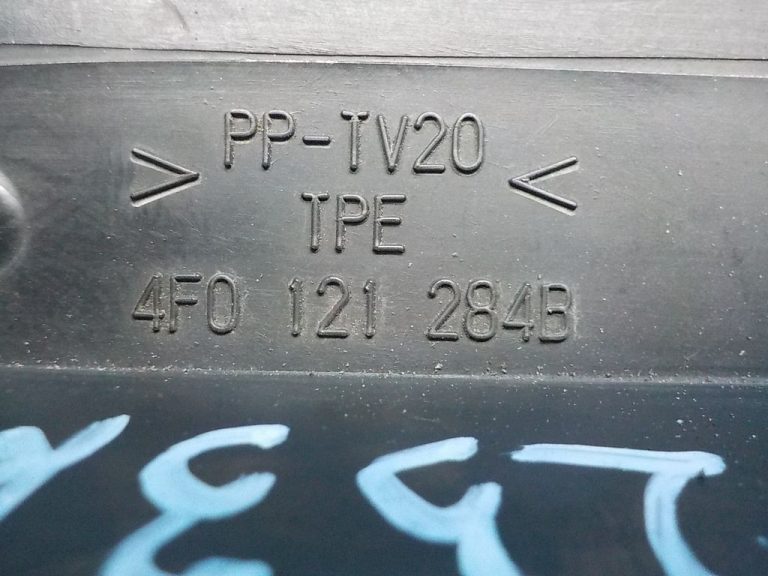 > PP-TV20 <
TPE
4F0 121 284B